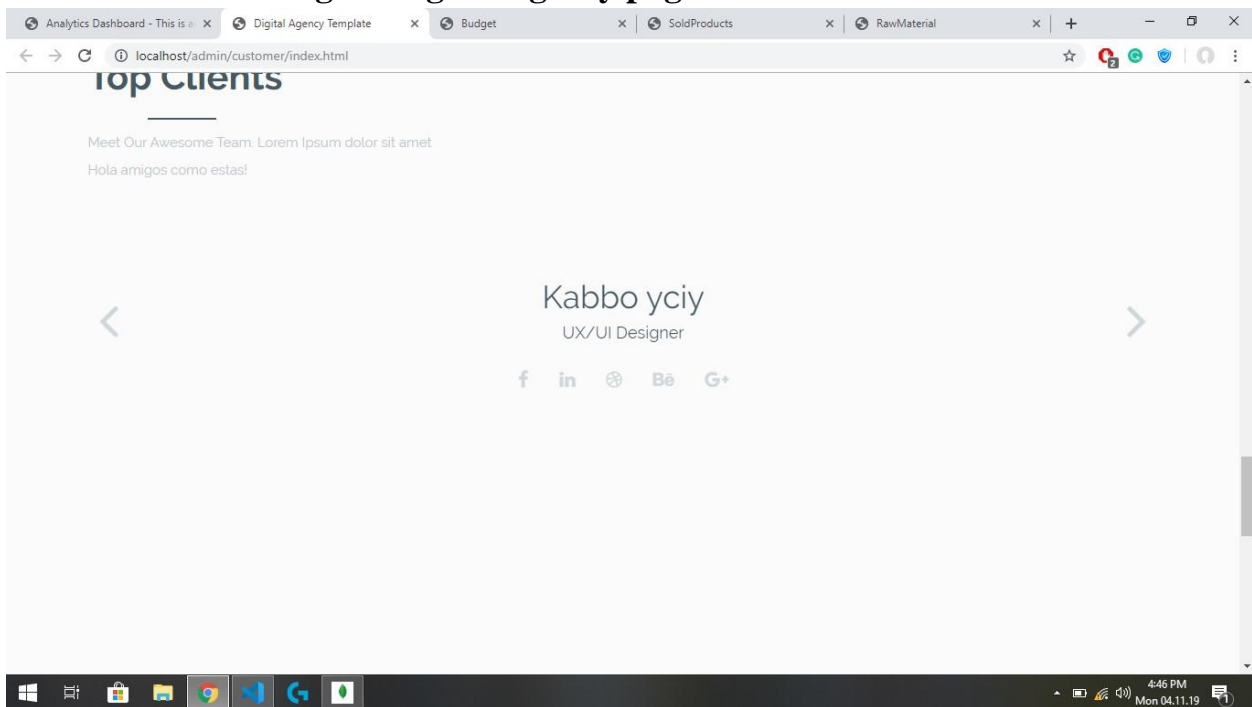 Analytics Dashboard - This is a
Digital Agency Template
Budget
SoldProducts
RawMaterial
localhost/admin/customer/index.html
2
Top Clients
Meet Our Awesome Team. Lorem Ipsum dolor sit amet
Hola amigos como estas!
Kabbo yciy
UX/UI Designer
f in Bē G+
4:46 PM
Mon 04.11.19
1